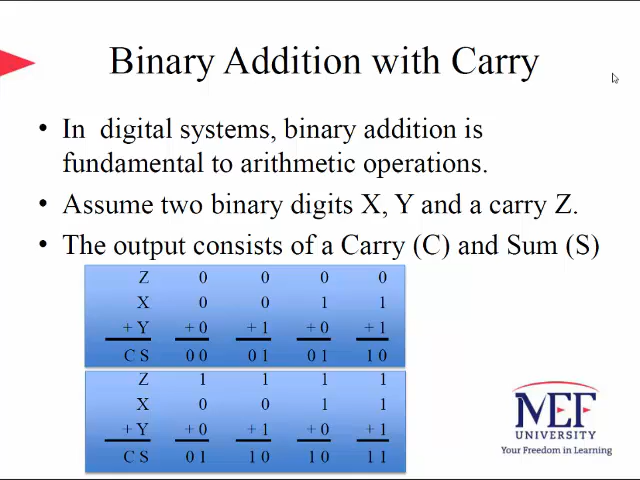 Binary Addition with Carry
• In digital systems, binary addition is
fundamental to arithmetic operations.
• Assume two binary digits X, Y and a carry Z.
• The output consists of a Carry (C) and Sum (S)
Z 0 0 0 0
X 0 0 1 1
+ Y + 0 + 1 + 0 + 1
C S 0 0 0 1 0 1 1 0
Z 1 1 1 1
X 0 0 1 1
+ Y + 0 + 1 + 0 + 1
C S 0 1 1 0 1 0 1 1
MEF
UNIVERSITY
Your Freedom in Learning